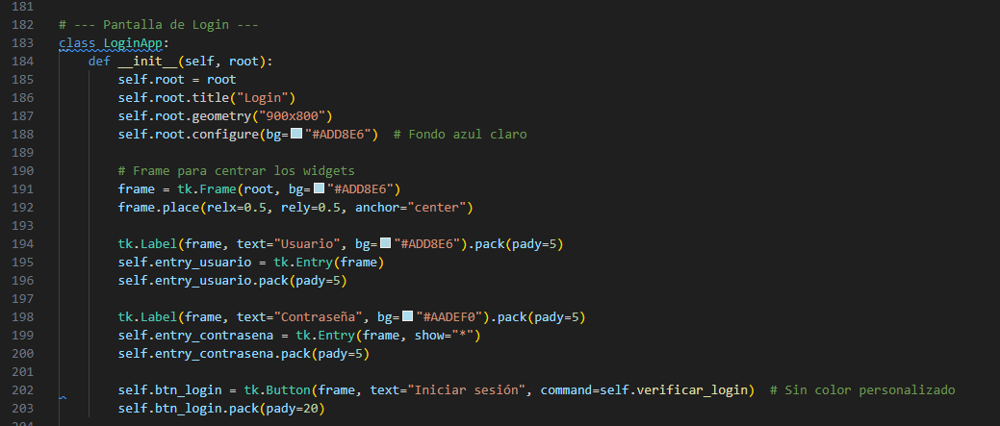 181
182 # --- Pantalla de Login ---
183 class LoginApp:
184     def __init__(self, root):
185         self.root = root
186         self.root.title("Login")
187         self.root.geometry("900x800")
188         self.root.configure(bg="#ADD8E6")  # Fondo azul claro
189
190         # Frame para centrar los widgets
191         frame = tk.Frame(root, bg="#ADD8E6")
192         frame.place(relx=0.5, rely=0.5, anchor="center")
193
194         tk.Label(frame, text="Usuario", bg="#ADD8E6").pack(pady=5)
195         self.entry_usuario = tk.Entry(frame)
196         self.entry_usuario.pack(pady=5)
197
198         tk.Label(frame, text="Contraseña", bg="#AADEF0").pack(pady=5)
199         self.entry_contrasena = tk.Entry(frame, show="*")
200         self.entry_contrasena.pack(pady=5)
201
202         self.btn_login = tk.Button(frame, text="Iniciar sesión", command=self.verificar_login)  # Sin color personalizado
203         self.btn_login.pack(pady=20)
204